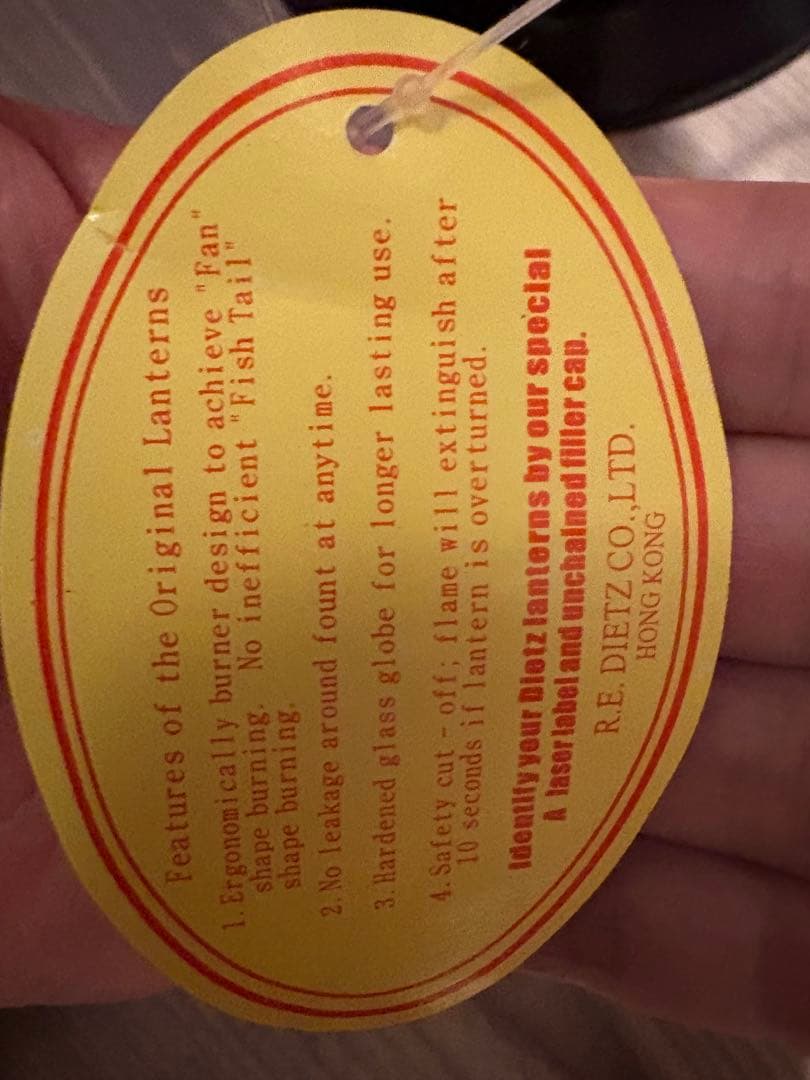 Features of the Original Lanterns
1. Ergonomically burner design to achieve "Fan"
shape burning. No inefficient "Fish Tail"
shape burning.
2. No leakage around fount at anytime.
3. Hardened glass globe for longer lasting use.
4. Safety cut-off; flame will extinguish after
10 seconds if lantern is overturned.
Identify your Dietz lanterns by our special
A laser label and unchained filler cap.
R.E. DIETZ CO.,LTD.
HONG KONG